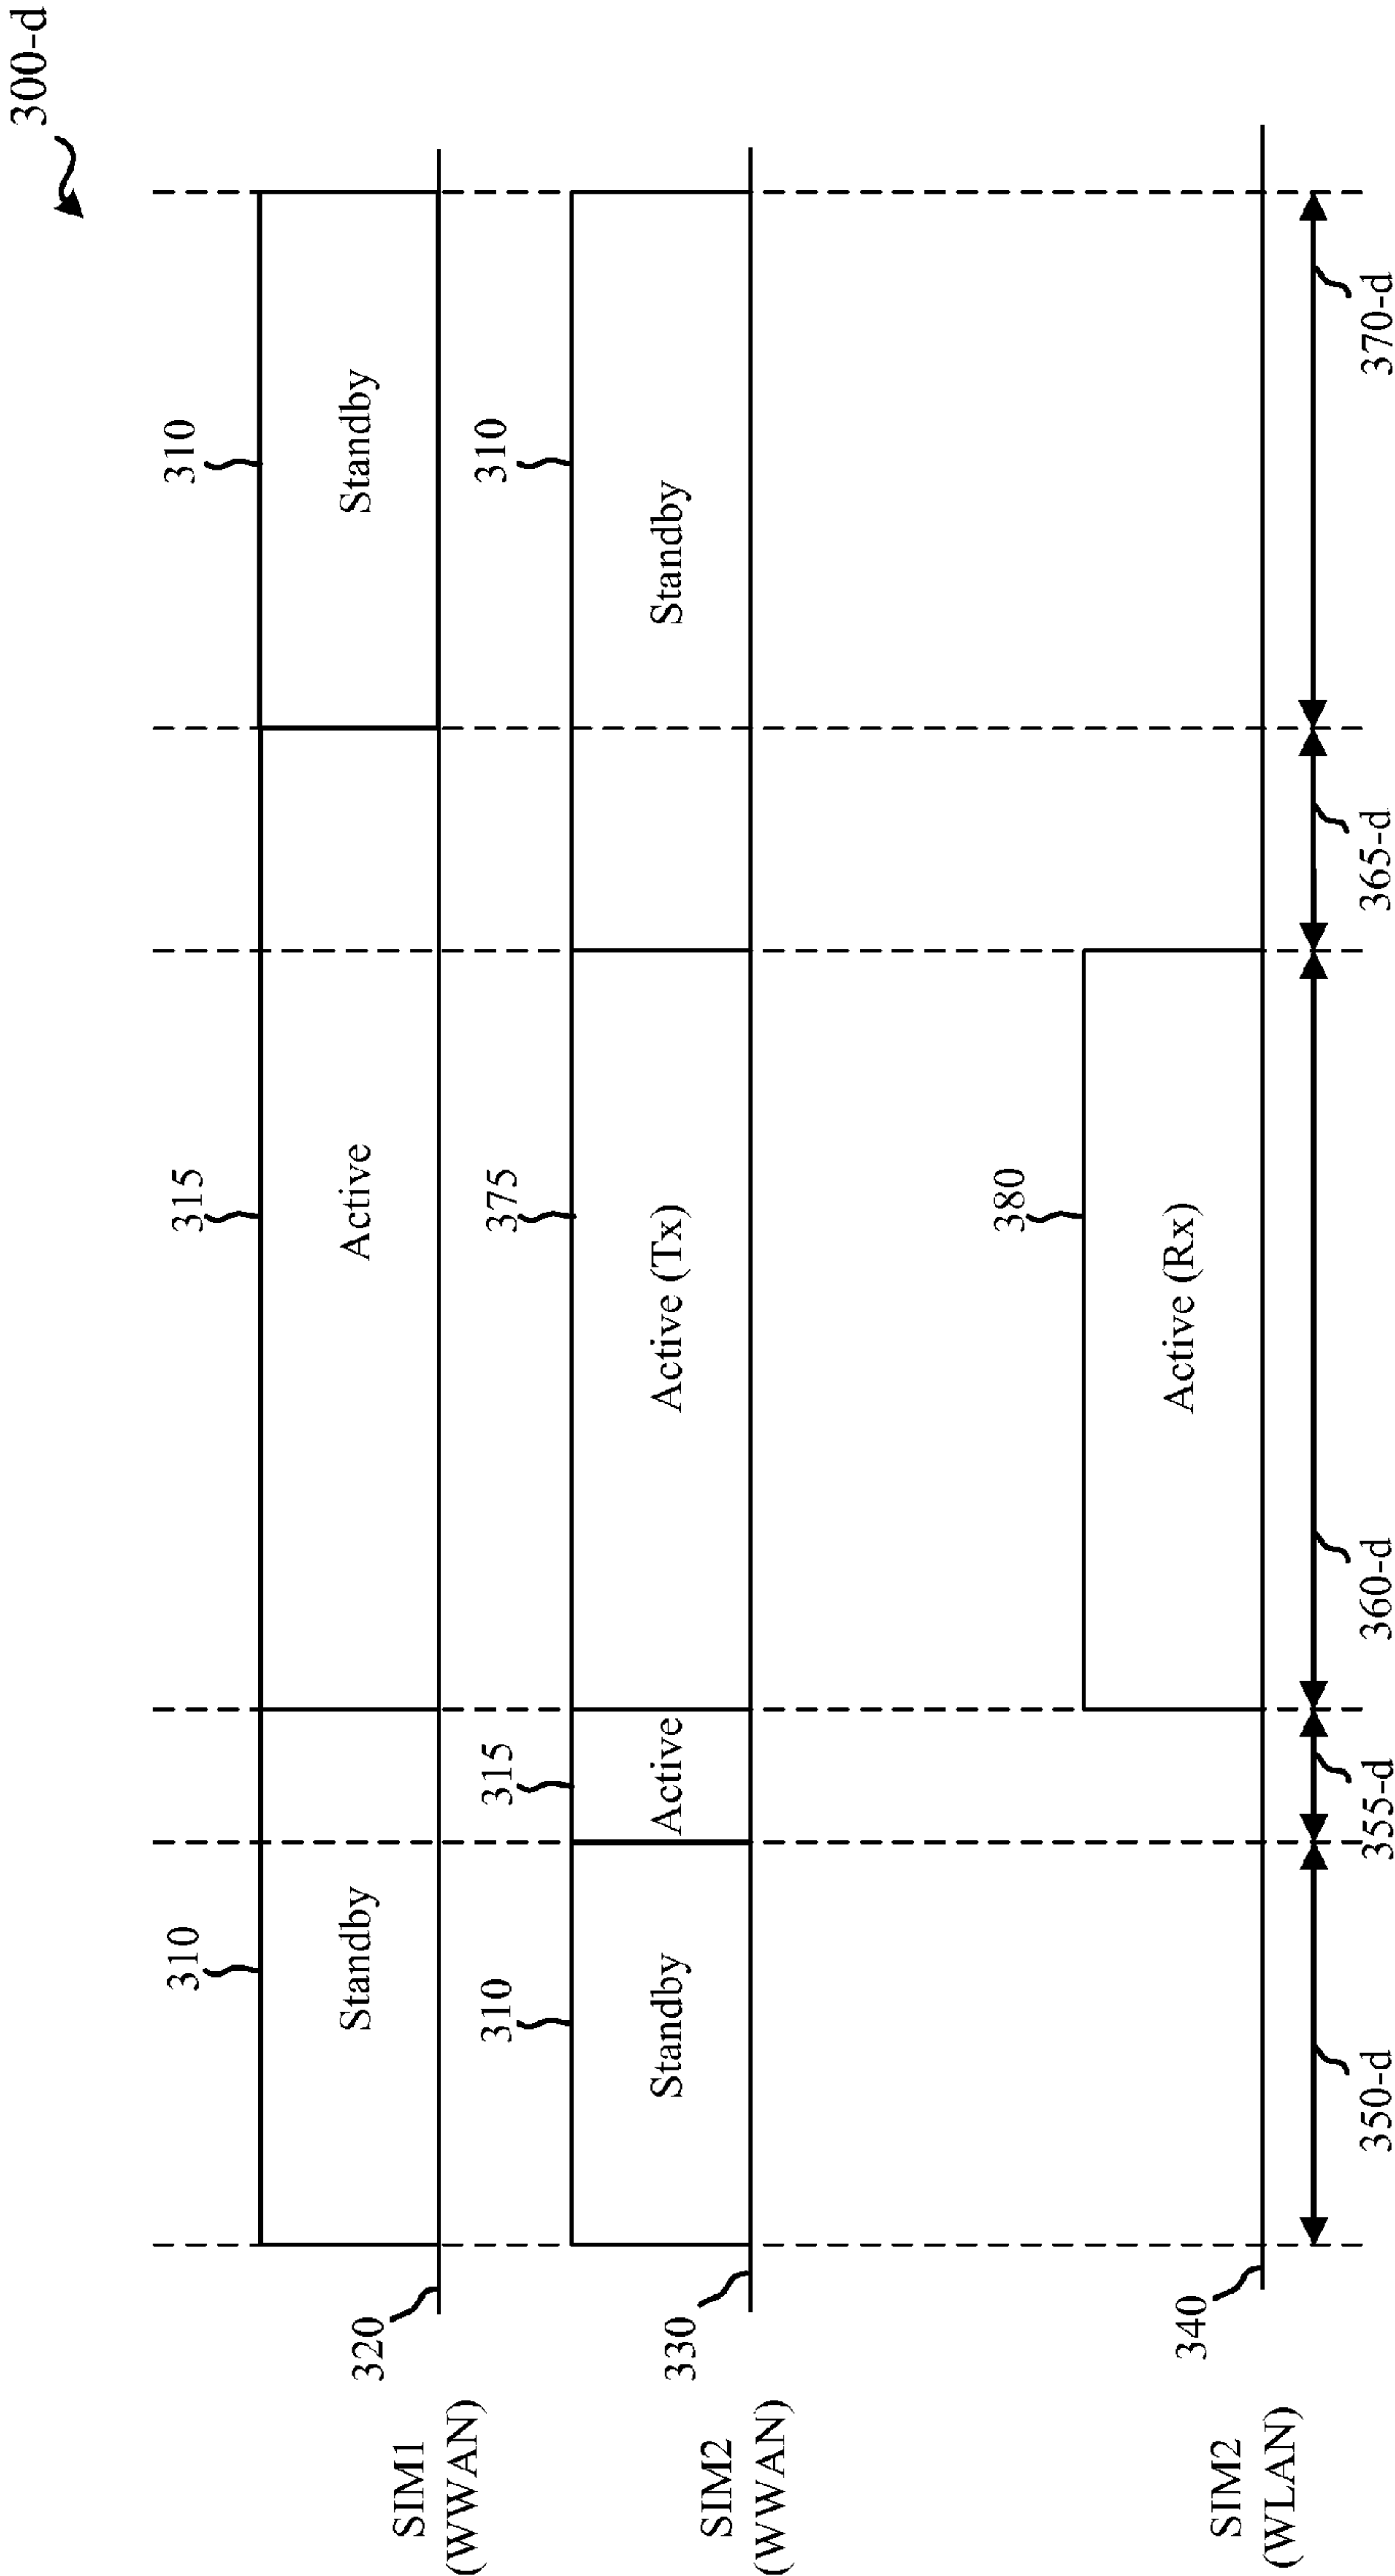 300-d
310
315
310
Standby
Active
Standby
320
SIM1
(WWAN)
310
315
375
310
Standby
Active
Active (Tx)
Standby
330
SIM2
(WWAN)
380
Active (Rx)
340
SIM2
(WLAN)
350-d
355-d
360-d
365-d
370-d